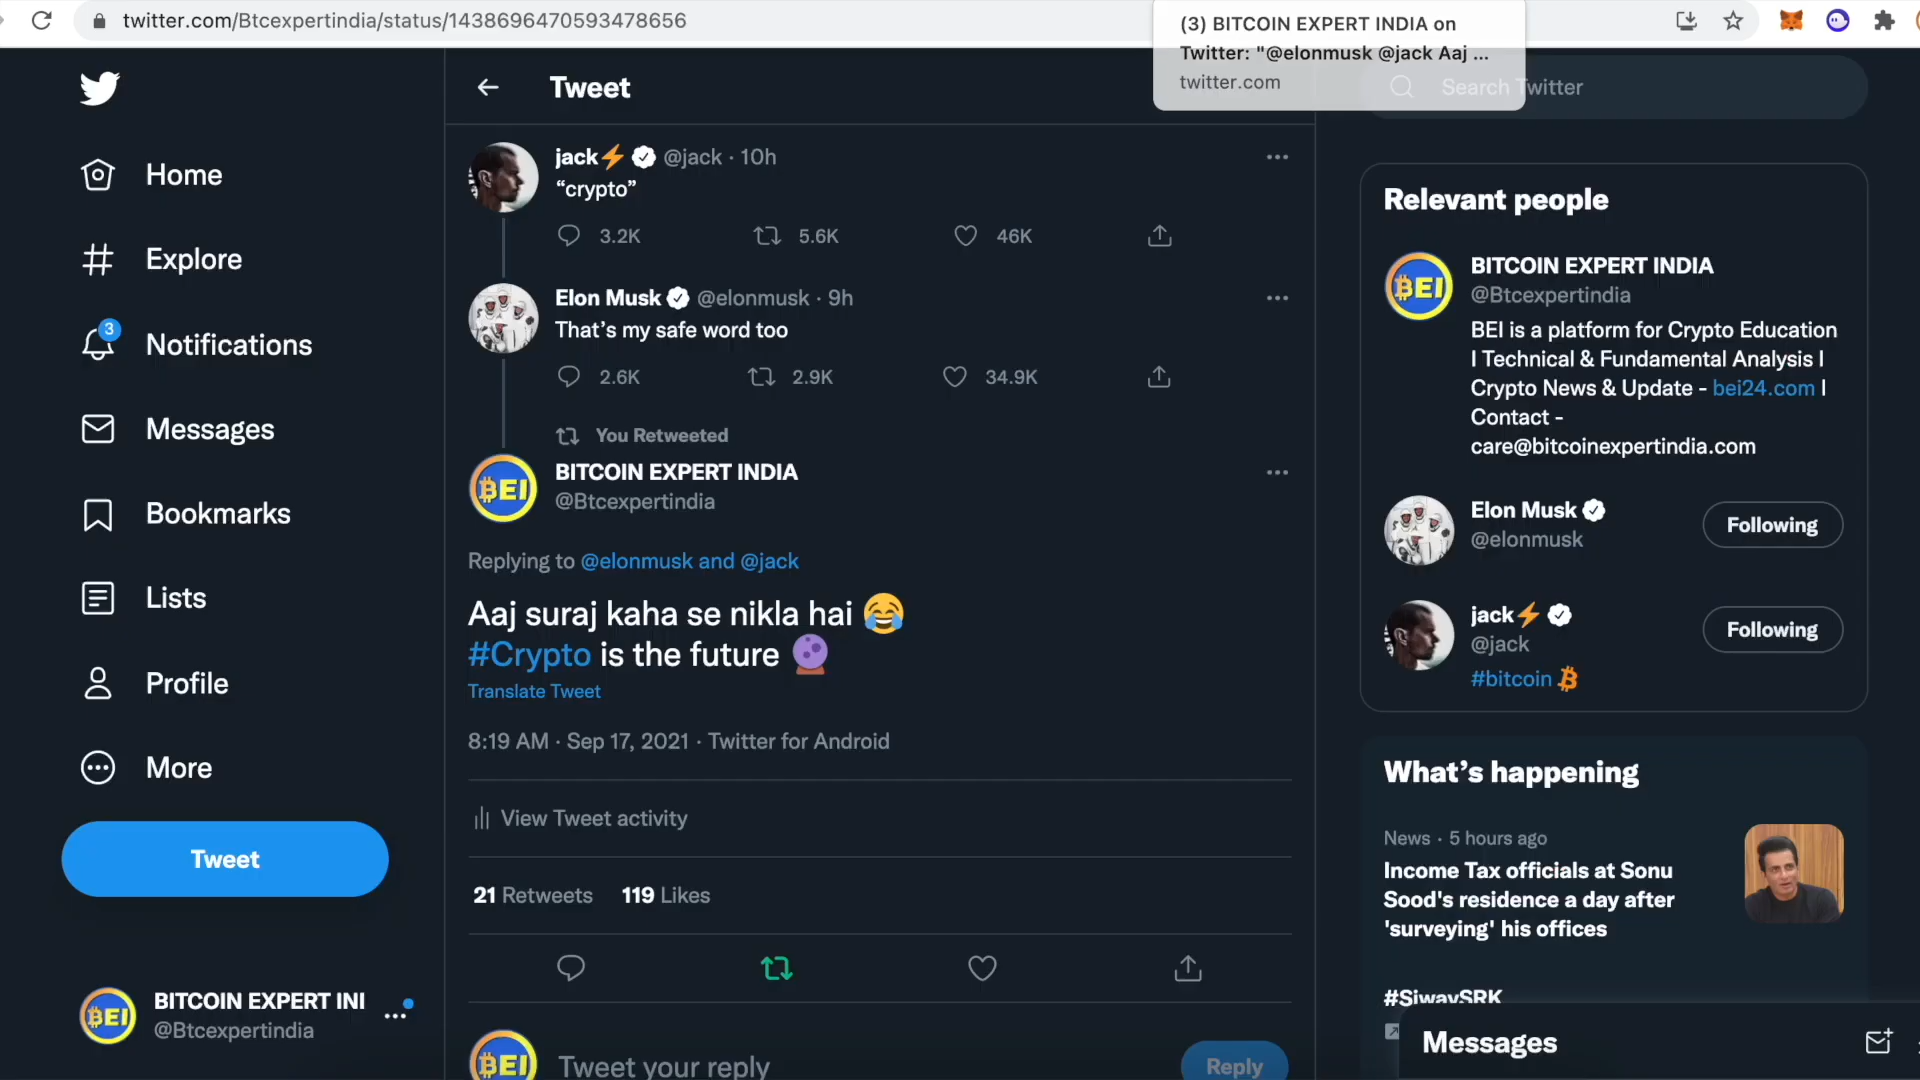 twitter.com/Btcexpertindia/status/1438696470593478656
(3) BITCOIN EXPERT INDIA on
Twitter: "@elonmusk @jack Aaj ...
twitter.com
Home
Explore
3
Notifications
Messages
Bookmarks
Lists
Profile
More
Tweet
BITCOIN EXPERT INI
@Btcexpertindia
Tweet
jack⚡ @jack · 10h
“crypto”
3.2K 5.6K 46K
Elon Musk @elonmusk · 9h
That’s my safe word too
2.6K 2.9K 34.9K
You Retweeted
BEI
BITCOIN EXPERT INDIA
@Btcexpertindia
Replying to @elonmusk and @jack
Aaj suraj kaha se nikla hai 😂
#Crypto is the future 🔮
Translate Tweet
8:19 AM · Sep 17, 2021 · Twitter for Android
View Tweet activity
21 Retweets 119 Likes
Tweet your reply
Reply
Search Twitter
Relevant people
BEI
BITCOIN EXPERT INDIA
@Btcexpertindia
BEI is a platform for Crypto Education
I Technical & Fundamental Analysis I
Crypto News & Update - bei24.com I
Contact -
care@bitcoinexpertindia.com
Elon Musk
@elonmusk
Following
jack⚡
@jack
Following
#bitcoin
What’s happening
News · 5 hours ago
Income Tax officials at Sonu
Sood's residence a day after
'surveying' his offices
#SiwaySRK
Messages